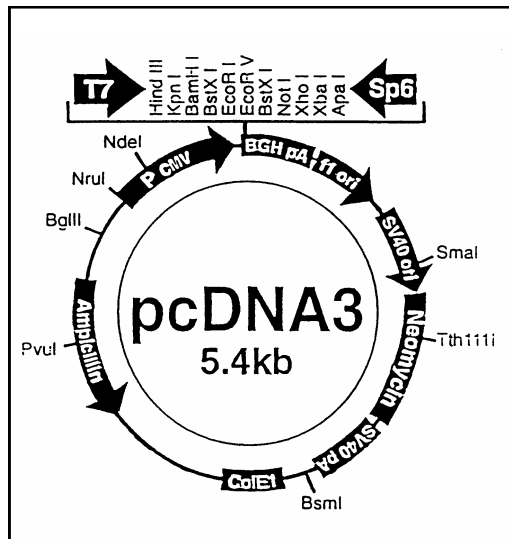 T7
Hind III
Kpn I
BamH I
BstX I
EcoR I
EcoR V
BstX I
Not I
Xho I
Xba I
Apa I
Sp6
NdeI
NruI
BglII
PvuI
P CMV
BGH pA
f1 ori
SV40 ori
SmaI
Neomycin
Tth111i
SV40 pA
BsmI
ColE1
Ampicillin
pcDNA3
5.4kb